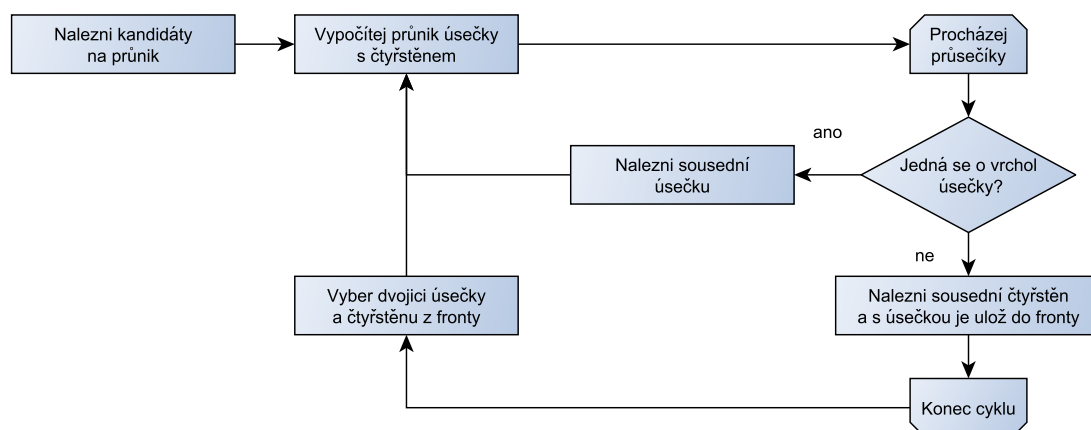 Nalezni kandidáty
na průnik
Vypočítej průnik úsečky
s čtyřstěnem
Procházej
průsečíky
ano
Nalezni sousední
úsečku
Jedná se o vrchol
úsečky?
ne
Vyber dvojici úsečky
a čtyřstěnu z fronty
Nalezni sousední čtyřstěn
a s úsečkou je ulož do fronty
Konec cyklu